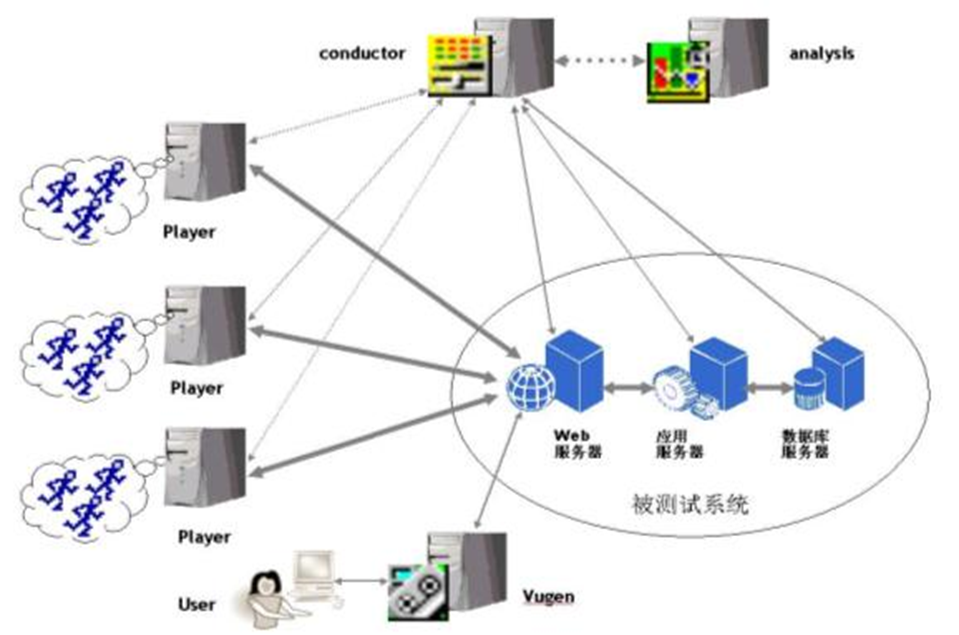 conductor
analysis
Player
Player
Web
服务器
应用
服务器
数据库
服务器
被测试系统
Player
User
Vugen